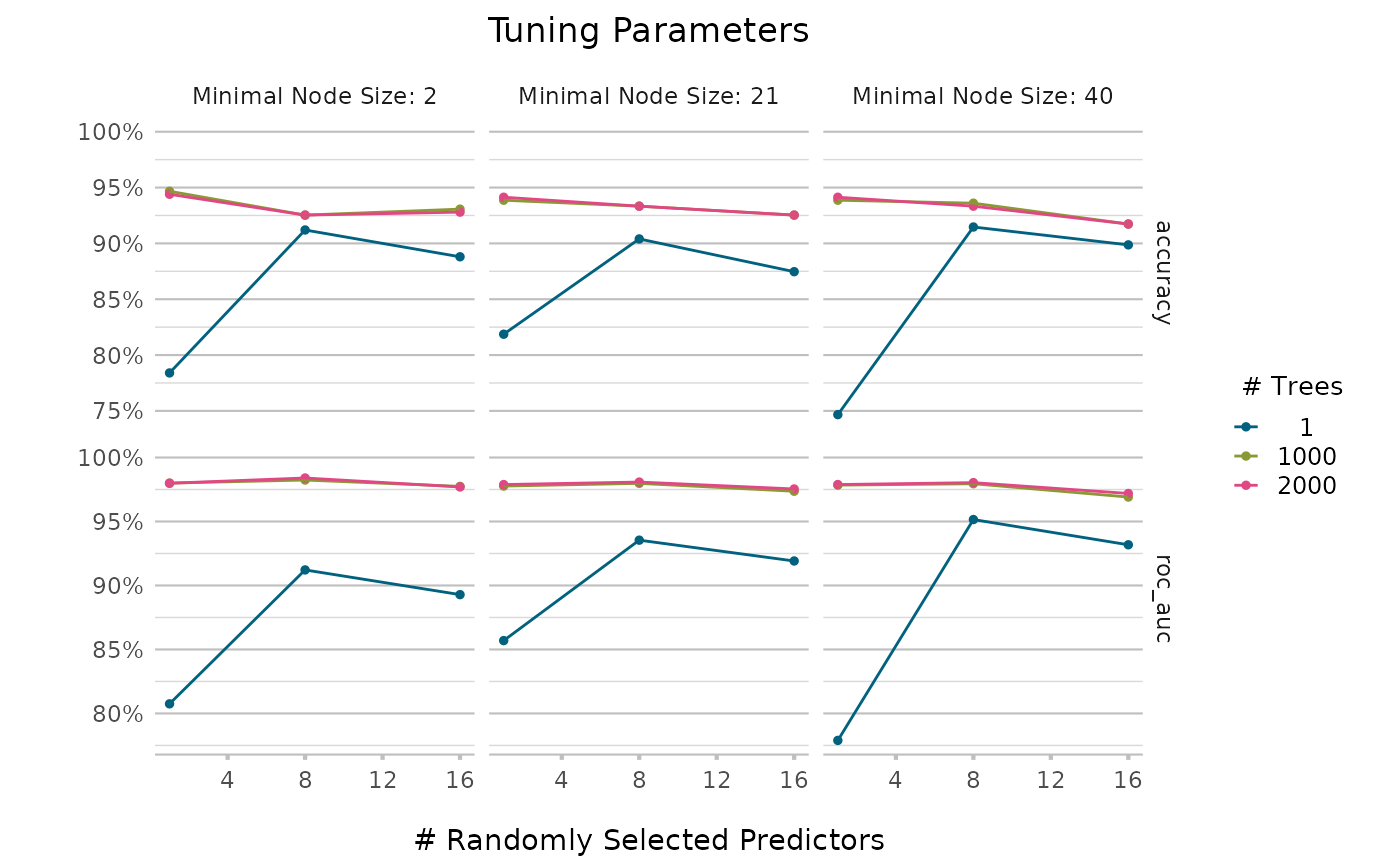 Tuning Parameters
Minimal Node Size: 2
Minimal Node Size: 21
Minimal Node Size: 40
100%
95%
90%
85%
80%
75%
accuracy
100%
95%
90%
85%
80%
roc_auc
4 8 12 16
4 8 12 16
4 8 12 16
# Randomly Selected Predictors
# Trees
1
1000
2000